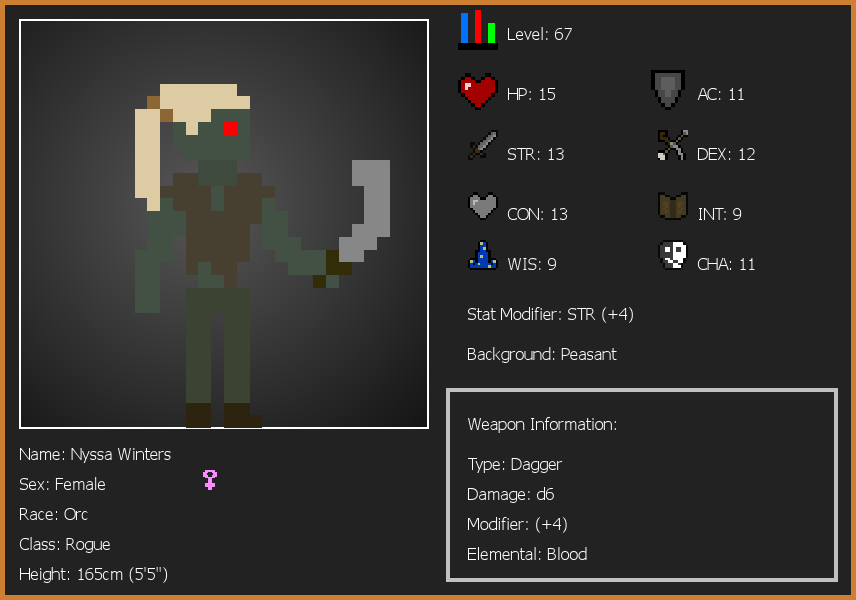 Level: 67
HP: 15
AC: 11
STR: 13
DEX: 12
CON: 13
INT: 9
WIS: 9
CHA: 11
Stat Modifier: STR (+4)
Background: Peasant
Weapon Information:
Type: Dagger
Damage: d6
Modifier: (+4)
Elemental: Blood
Name: Nyssa Winters
Sex: Female
Race: Orc
Class: Rogue
Height: 165cm (5'5")